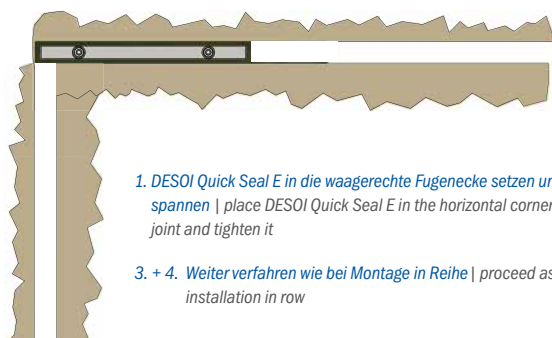 1. DESOI Quick Seal E in die waagerechte Fugenecke setzen
spannen | place DESOI Quick Seal E in the horizontal corner
joint and tighten it
3. + 4. Weiter verfahren wie bei Montage in Reihe | proceed as
installation in row